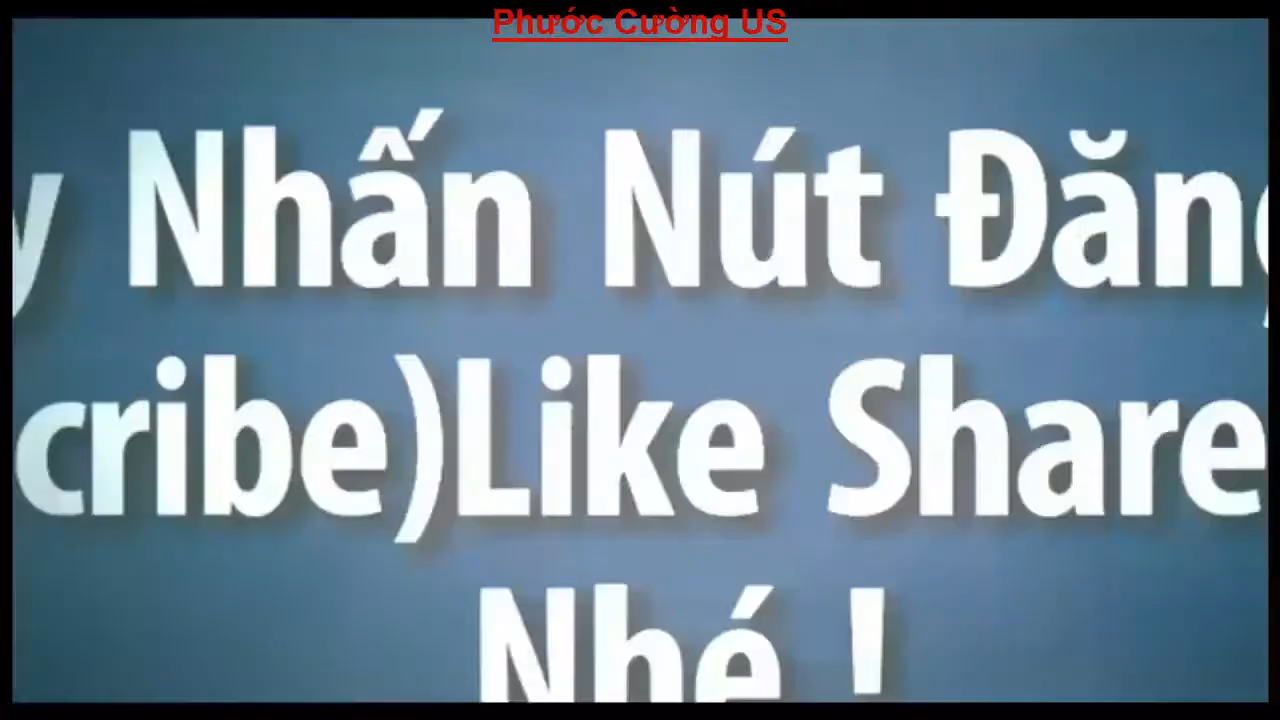 Phước Cường US
y Nhấn Nút Đăng
cribe)Like Share
Nhé !